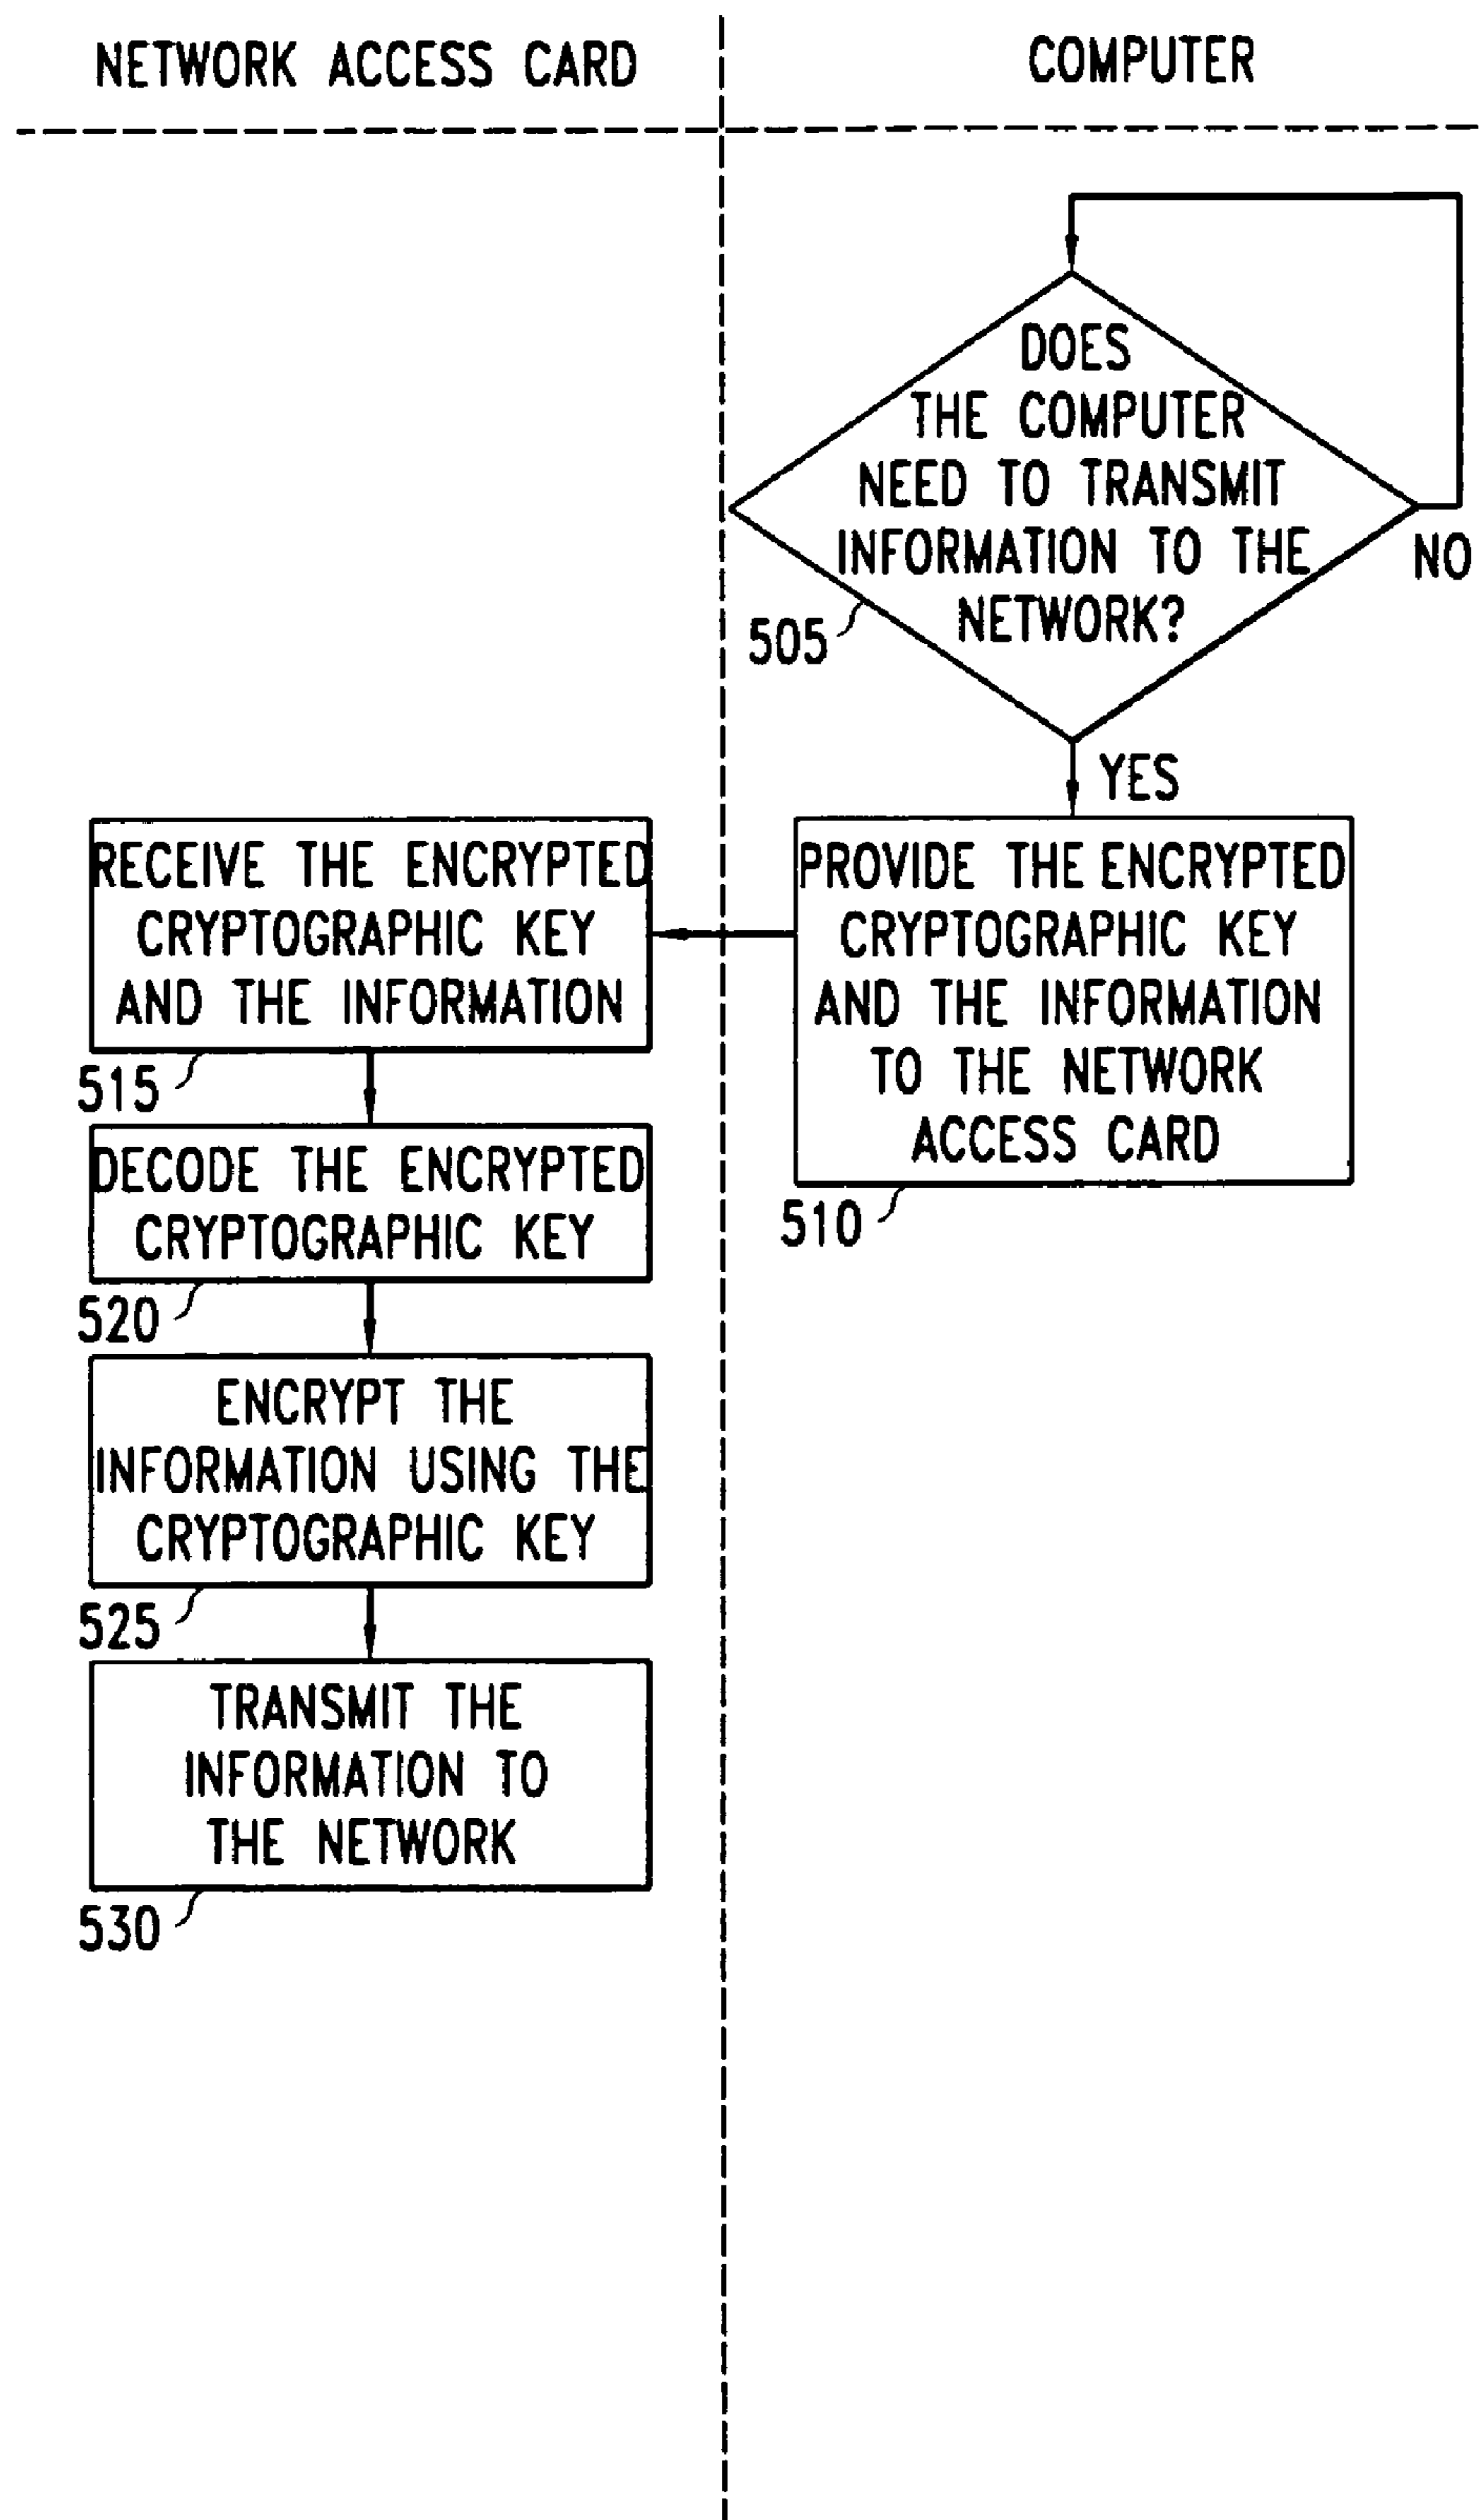 NETWORK ACCESS CARD
COMPUTER
DOES
THE COMPUTER
NEED TO TRANSMIT
INFORMATION TO THE
NETWORK?
NO
505
YES
PROVIDE THE ENCRYPTED
CRYPTOGRAPHIC KEY
AND THE INFORMATION
TO THE NETWORK
ACCESS CARD
510
RECEIVE THE ENCRYPTED
CRYPTOGRAPHIC KEY
AND THE INFORMATION
515
DECODE THE ENCRYPTED
CRYPTOGRAPHIC KEY
520
ENCRYPT THE
INFORMATION USING THE
CRYPTOGRAPHIC KEY
525
TRANSMIT THE
INFORMATION TO
THE NETWORK
530